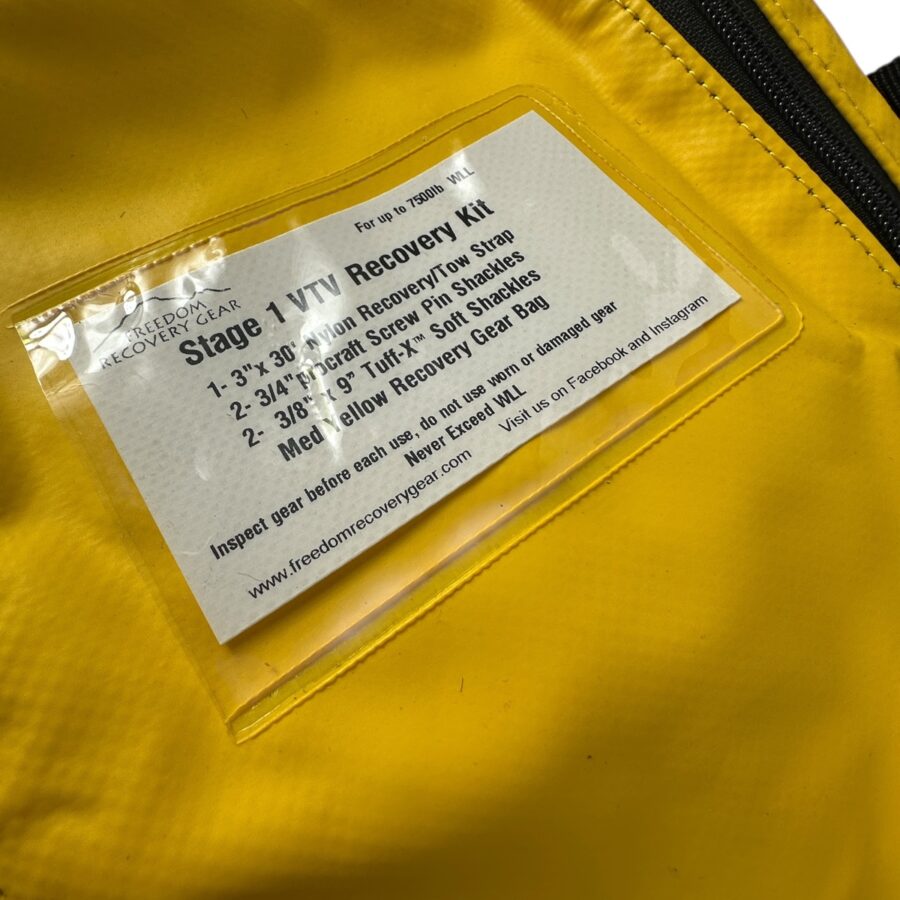 For up to 7500lb WLL
FREEDOM
RECOVERY GEAR
Stage 1 VTV Recovery Kit
1- 3"x 30' Nylon Recovery/Tow Strap
2- 3/4" procraft Screw Pin Shackles
2- 3/8" x 9" Tuff-X™ Soft Shackles
Med Yellow Recovery Gear Bag
Inspect gear before each use, do not use worn or damaged gear
Never Exceed WLL
www.freedomrecoverygear.com
Visit us on Facebook and Instagram